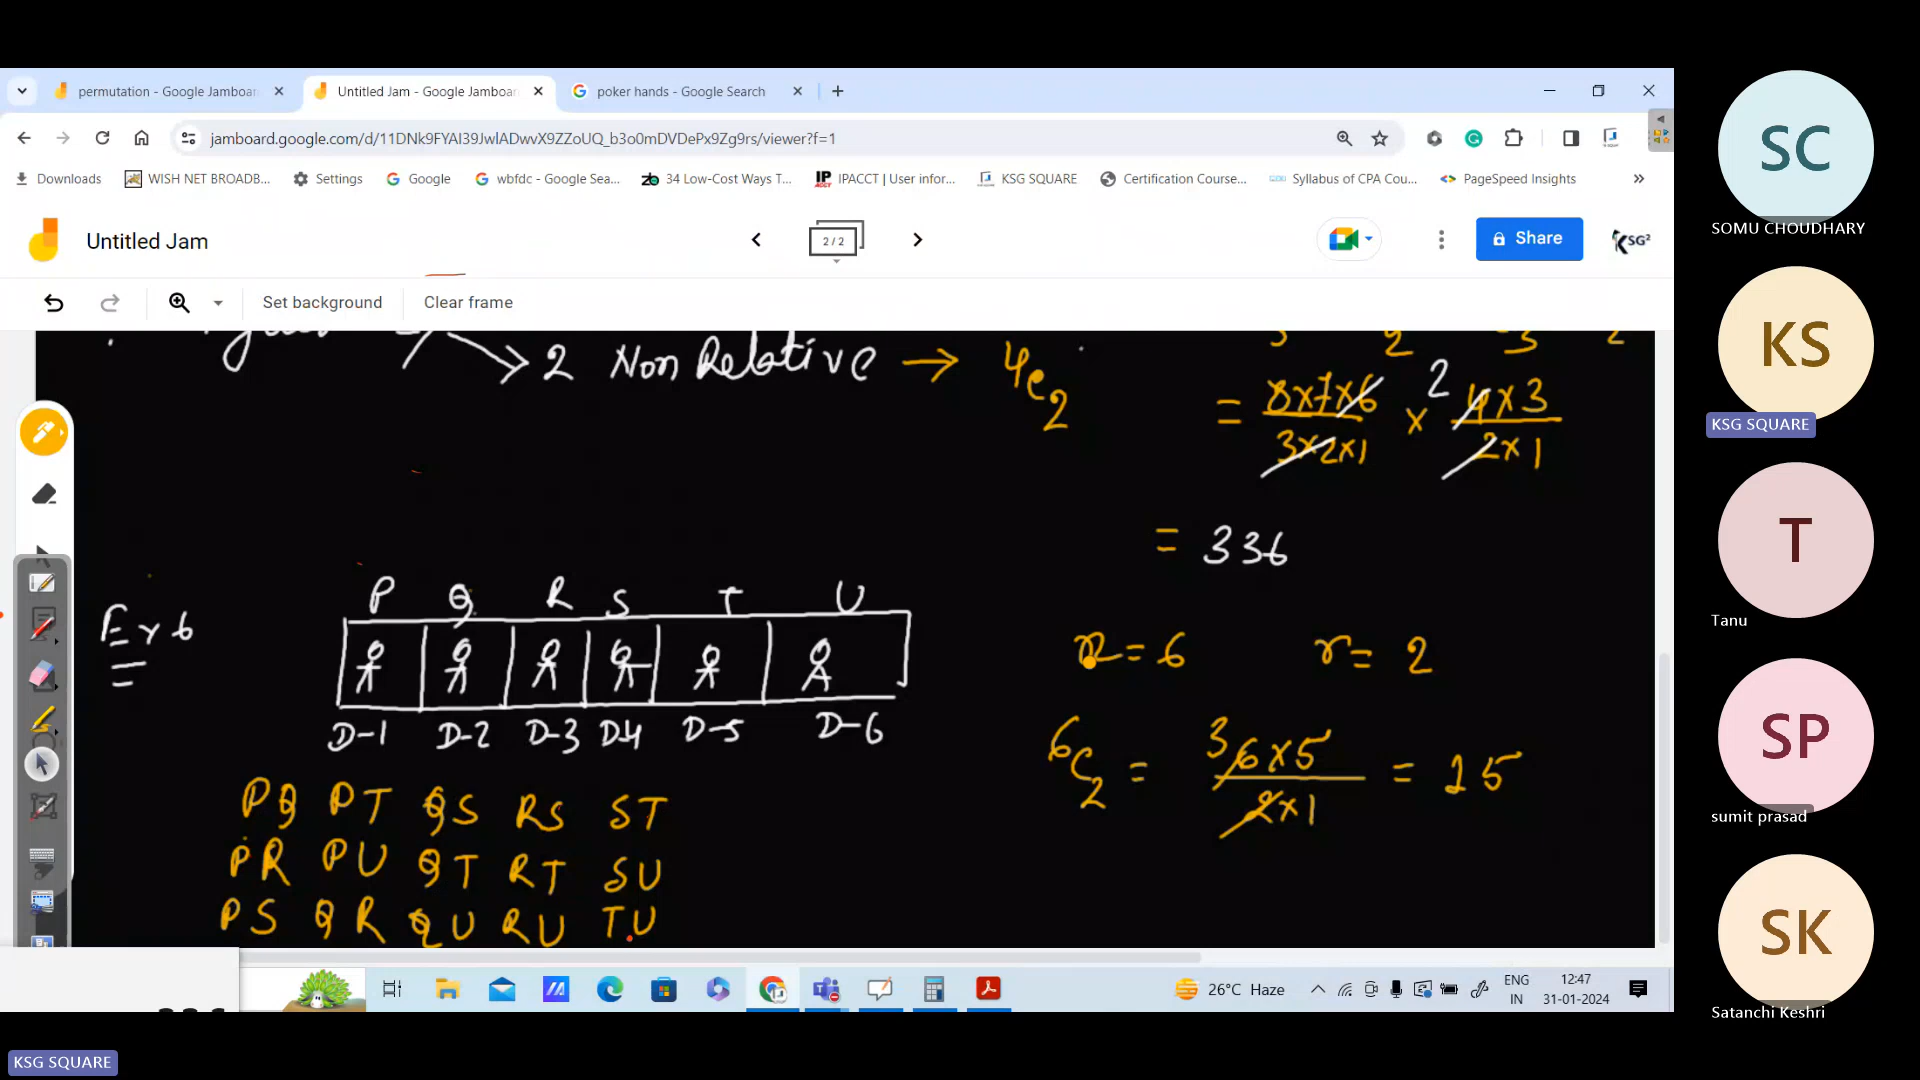 permutation - Google Jamboar
Untitled Jam - Google Jamboar
poker hands - Google Search
jamboard.google.com/d/11DNk9FYAI39JwlADwvX9ZZoUQ_b3o0mDVDePx9Zg9rs/viewer?f=1
Downloads
WISH NET BROADB...
Settings
Google
wbfdc - Google Sea...
34 Low-Cost Ways T...
IPACCT | User infor...
KSG SQUARE
Certification Course...
Syllabus of CPA Cou...
PageSpeed Insights
Untitled Jam
2 / 2
Share
KSG²
Set background
Clear frame
2 Non Relative → 4C2
= 8x7x6 / 3x2x1 x 2 4x3 / 2x1
= 336
P Q R S T U
D-1 D-2 D-3 D-4 D-5 D-6
n = 6 r = 2
6C2 = 3 6x5 / 2x1 = 15
PQ PT QS RS ST
PR PU QT RT SU
PS QR QU RU TU
26°C Haze
ENG
IN
12:47
31-01-2024
SC
SOMU CHOUDHARY
KS
KSG SQUARE
T
Tanu
SP
sumit prasad
SK
Satanchi Keshri
KSG SQUARE